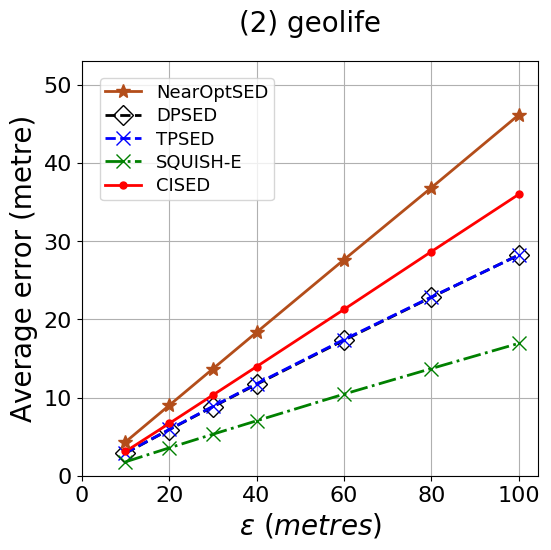 (2) geolife
Average error (metre)
50
40
30
20
10
0
NearOptSED
DPSED
TPSED
SQUISH-E
CISED
0 20 40 60 80 100
ε (metres)